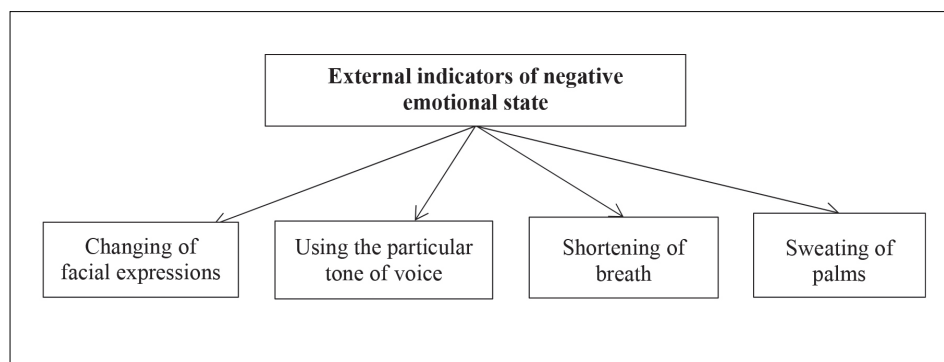 External indicators of negative
emotional state
Changing of
facial expressions
Using the particular
tone of voice
Shortening of
breath
Sweating of
palms